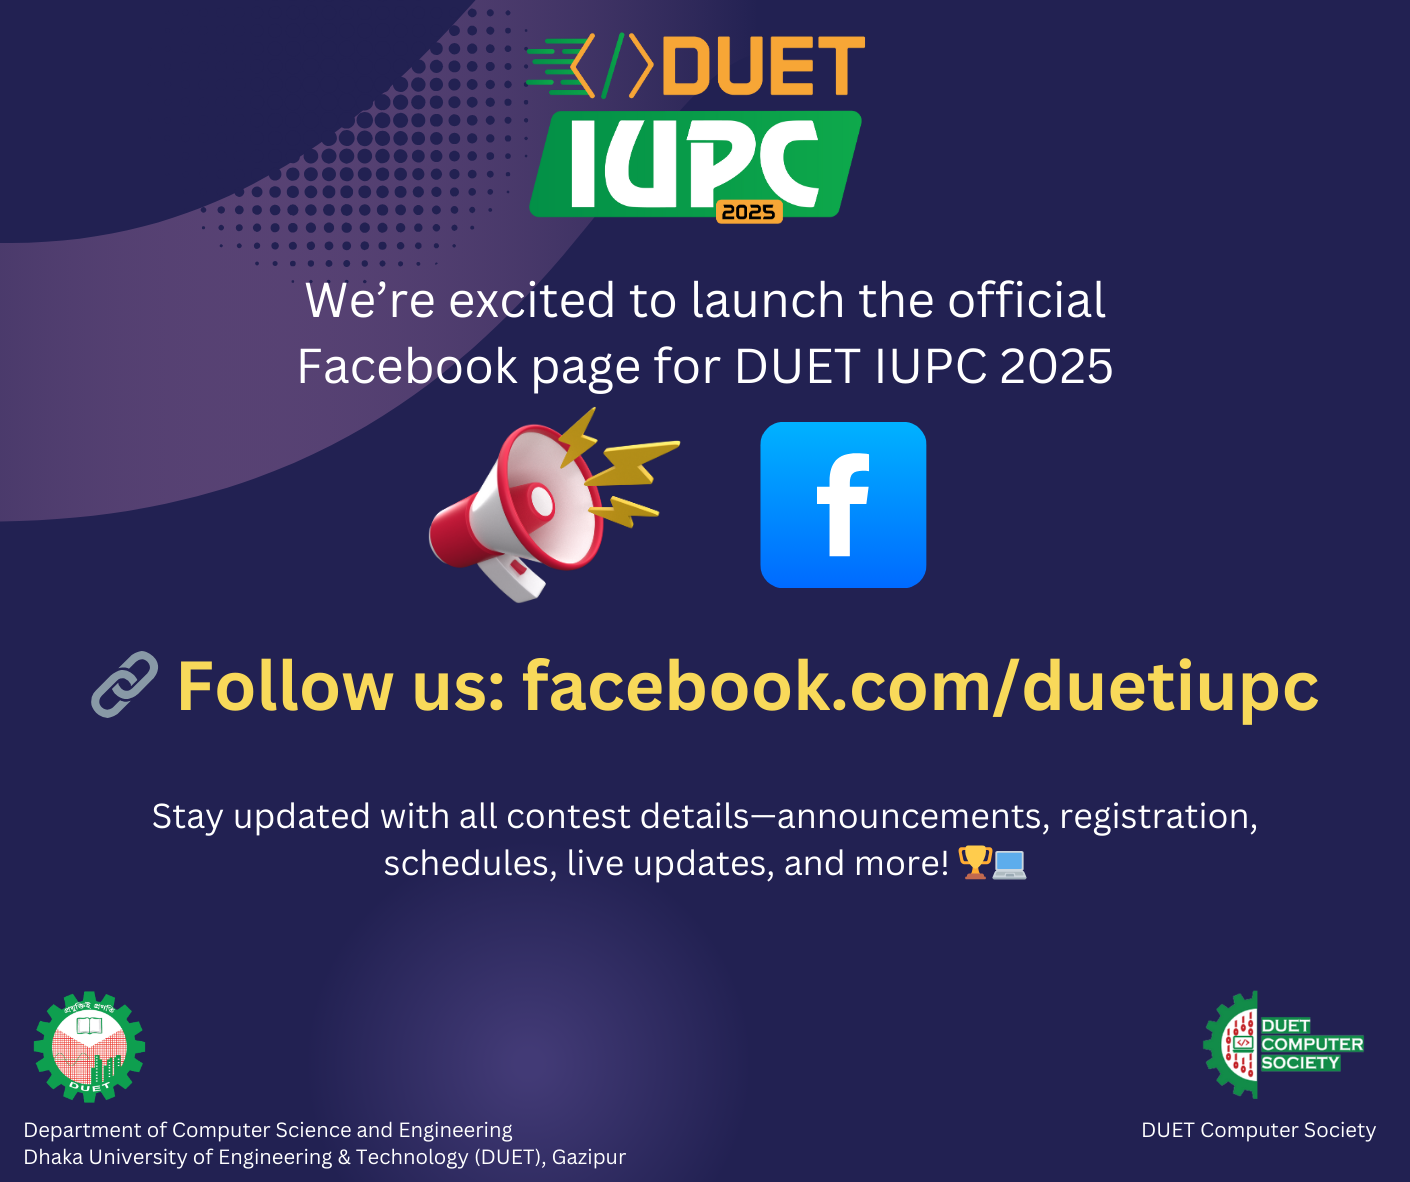 </> DUET
IUPC
2025
We’re excited to launch the official
Facebook page for DUET IUPC 2025
f
🔗 Follow us: facebook.com/duetiupc
Stay updated with all contest details—announcements, registration,
schedules, live updates, and more! 🏆💻
প্রযুক্তিই প্রগতি
DUET
DUET
COMPUTER
SOCIETY
</>
Department of Computer Science and Engineering
Dhaka University of Engineering & Technology (DUET), Gazipur
DUET Computer Society